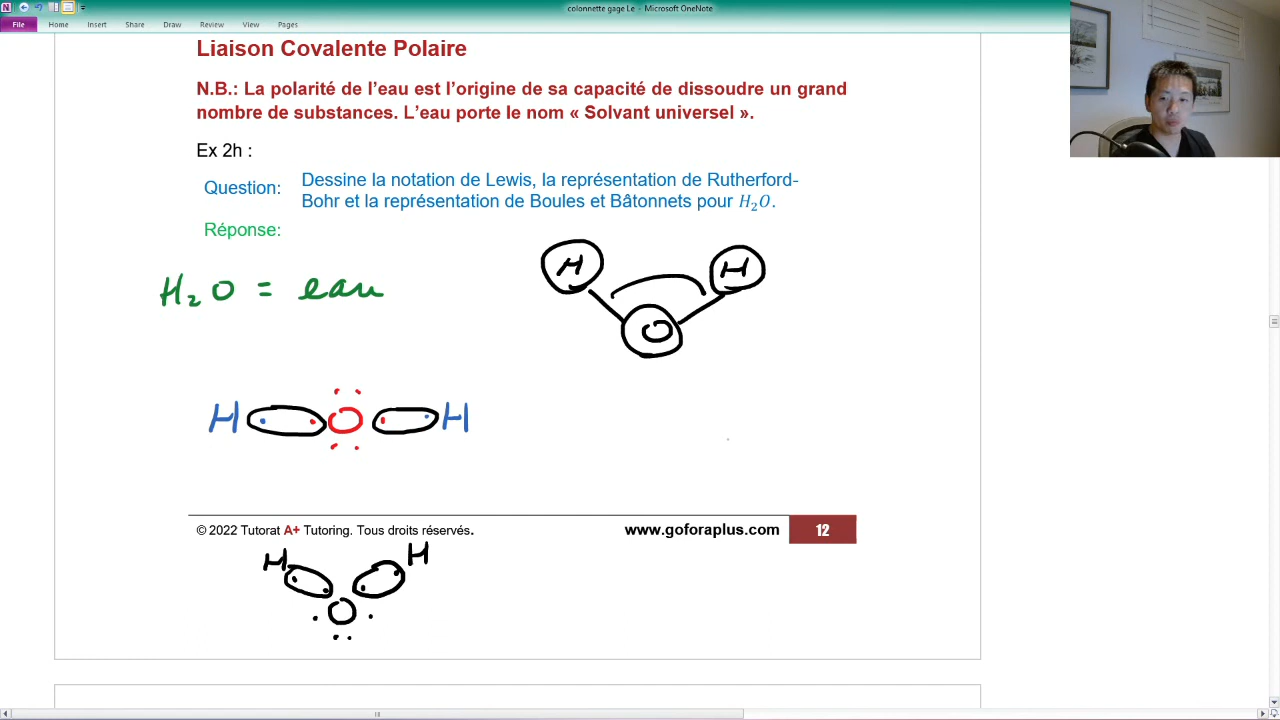 colonnette gage Le - Microsoft OneNote
File Home Insert Share Draw Review View Pages
Liaison Covalente Polaire
N.B.: La polarité de l'eau est l'origine de sa capacité de dissoudre un grand
nombre de substances. L'eau porte le nom « Solvant universel ».
Ex 2h :
Question: Dessine la notation de Lewis, la représentation de Rutherford-
Bohr et la représentation de Boules et Bâtonnets pour H₂O.
Réponse:
H H
H₂O = eau
O
H O H
© 2022 Tutorat A+ Tutoring. Tous droits réservés. www.goforaplus.com 12
H H
O